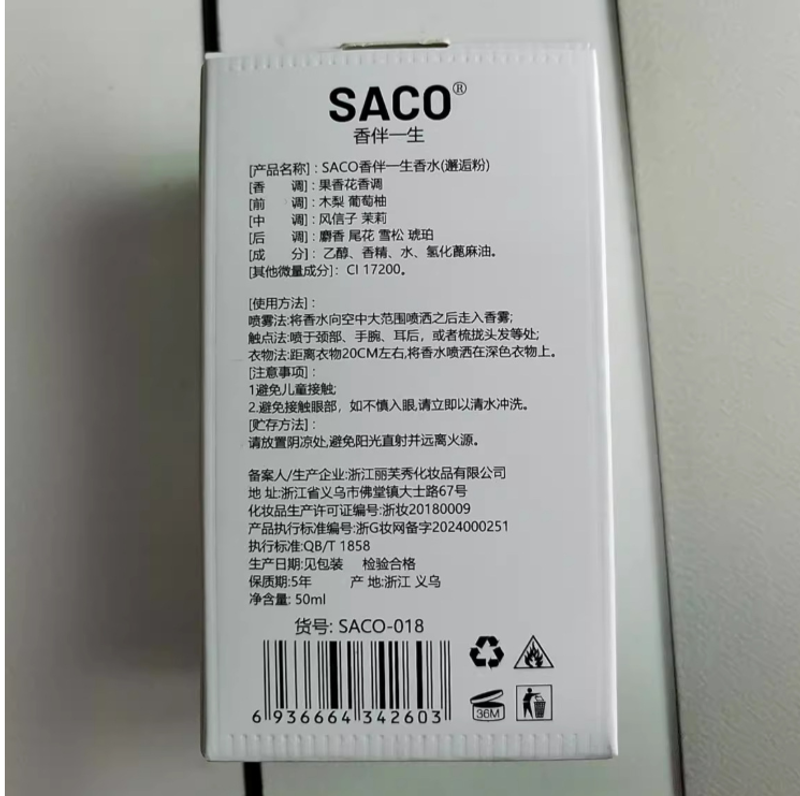 SACO®
香伴一生
[产品名称]：SACO香伴一生香水(邂逅粉)
[香 调]：果香花香调
[前 调]：木梨 葡萄柚
[中 调]：风信子 茉莉
[后 调]：麝香 尾花 雪松 琥珀
[成 分]：乙醇、香精、水、氢化蓖麻油。
[其他微量成分]：CI 17200。
[使用方法]：
喷雾法:将香水向空中大范围喷洒之后走入香雾;
触点法:喷于颈部、手腕、耳后，或者梳拢头发等处;
衣物法:距离衣物20CM左右,将香水喷洒在深色衣物上。
[注意事项]：
1避免儿童接触;
2.避免接触眼部，如不慎入眼,请立即以清水冲洗。
[贮存方法]：
请放置阴凉处,避免阳光直射并远离火源。
备案人/生产企业:浙江丽芙秀化妆品有限公司
地 址:浙江省义乌市佛堂镇大士路67号
化妆品生产许可证编号:浙妆20180009
产品执行标准编号:浙G妆网备字2024000251
执行标准:QB/T 1858
生产日期:见包装 检验合格
保质期:5年 产 地:浙江 义乌
净含量: 50ml
货号: SACO-018
6 936664 342603
36M